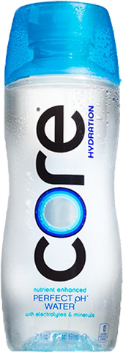 core
HYDRATION
nutrient enhanced
PERFECT pH
WATER
with electrolytes & minerals